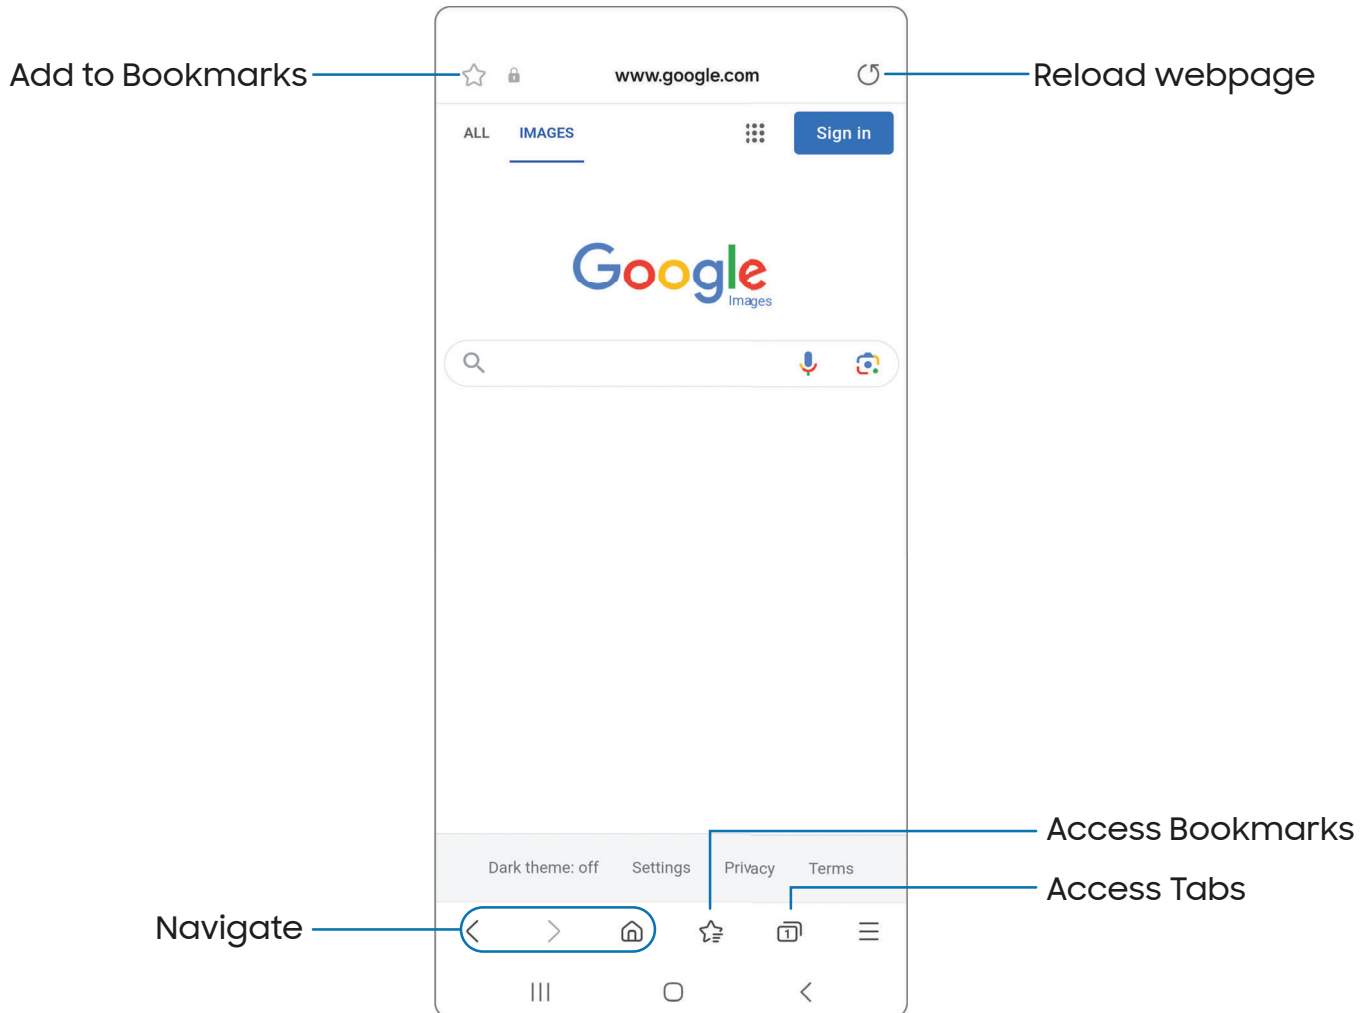 Add to Bookmarks
www.google.com
Reload webpage
ALL IMAGES
Sign in
Google
Images
Access Bookmarks
Dark theme: off Settings Privacy Terms
Access Tabs
Navigate
1